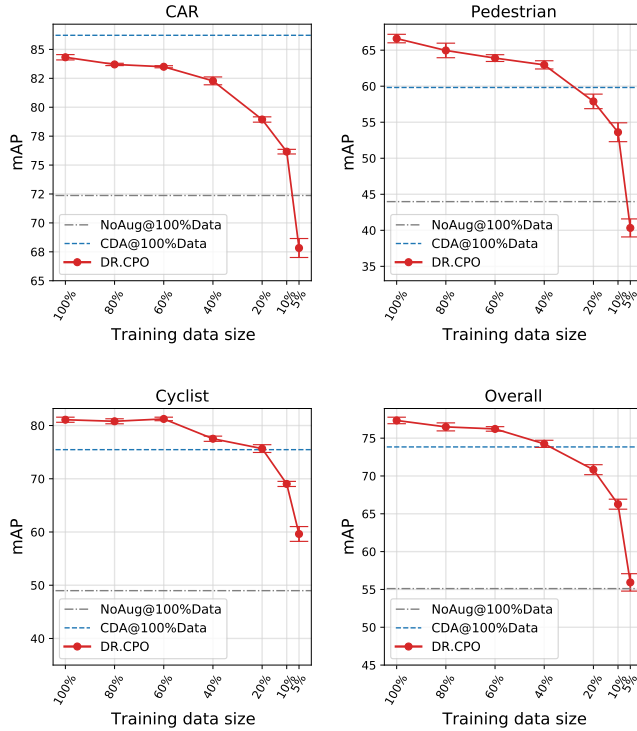 CAR
85
82
80
78
75
72
70
68
65
mAP
NoAug@100%Data
CDA@100%Data
DR.CPO
100%
80%
60%
40%
20%
10%
5%
Training data size
Pedestrian
65
60
55
50
45
40
35
mAP
NoAug@100%Data
CDA@100%Data
DR.CPO
100%
80%
60%
40%
20%
10%
5%
Training data size
Cyclist
80
70
60
50
40
mAP
NoAug@100%Data
CDA@100%Data
DR.CPO
100%
80%
60%
40%
20%
10%
5%
Training data size
Overall
75
70
65
60
55
50
45
mAP
NoAug@100%Data
CDA@100%Data
DR.CPO
100%
80%
60%
40%
20%
10%
5%
Training data size